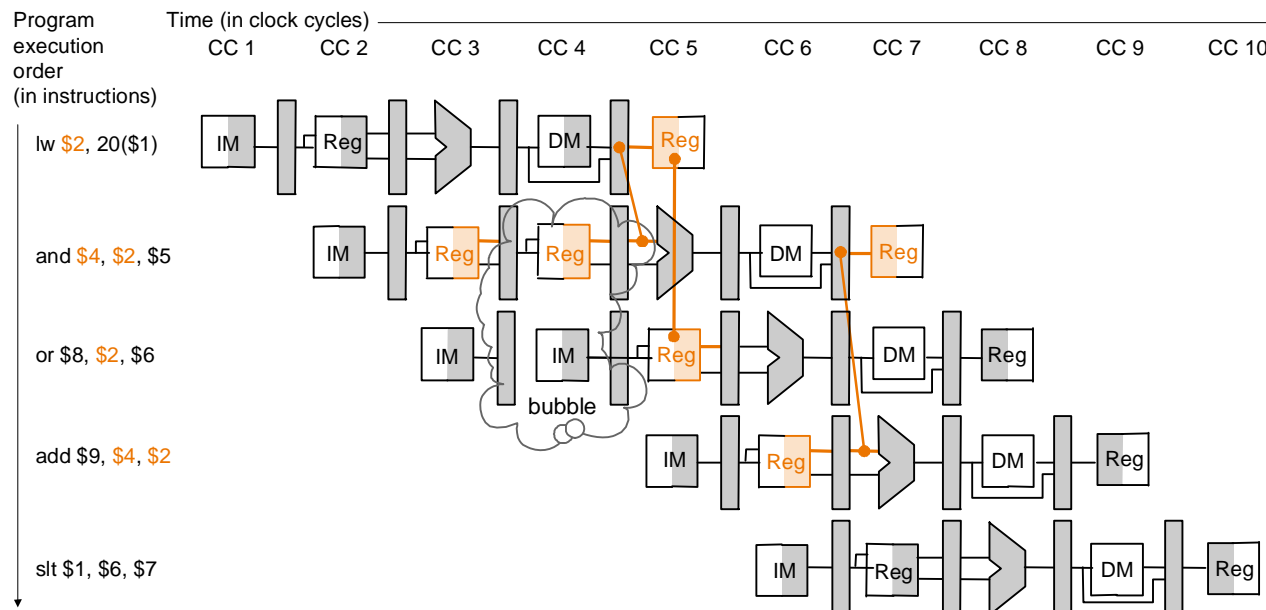 Program
execution
order
(in instructions)
Time (in clock cycles)
CC 1 CC 2 CC 3 CC 4 CC 5 CC 6 CC 7 CC 8 CC 9 CC 10
lw $2, 20($1)
IM Reg DM Reg
and $4, $2, $5
IM Reg Reg DM Reg
or $8, $2, $6
IM IM Reg DM Reg
bubble
add $9, $4, $2
IM Reg DM Reg
slt $1, $6, $7
IM Reg DM Reg